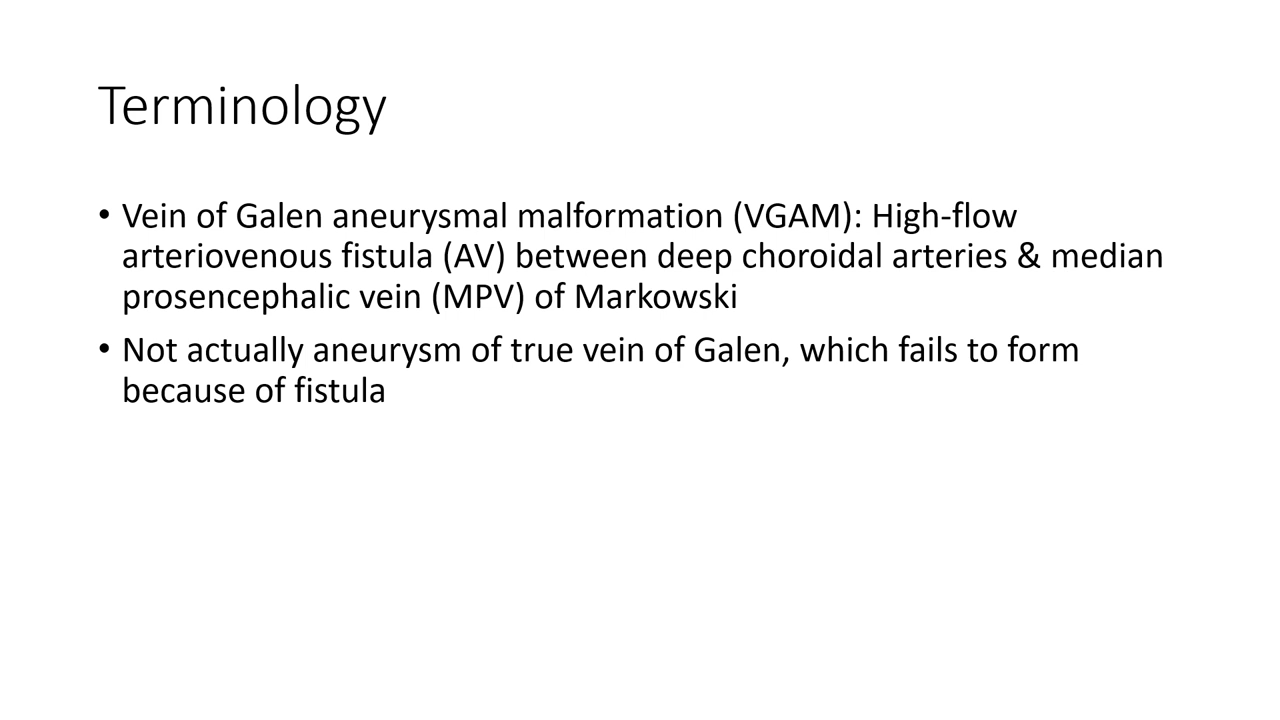 Terminology
• Vein of Galen aneurysmal malformation (VGAM): High-flow
arteriovenous fistula (AV) between deep choroidal arteries & median
prosencephalic vein (MPV) of Markowski
• Not actually aneurysm of true vein of Galen, which fails to form
because of fistula